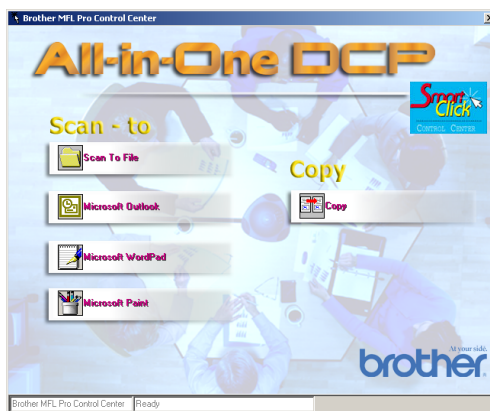 Brother MFL Pro Control Center
All-in-One DCP
Smart
Click
CONTROL CENTER
Scan - to
Scan To File
Microsoft Outlook
Microsoft WordPad
Microsoft Paint
Copy
Copy
At your side.
brother
Brother MFL Pro Control Center
Ready